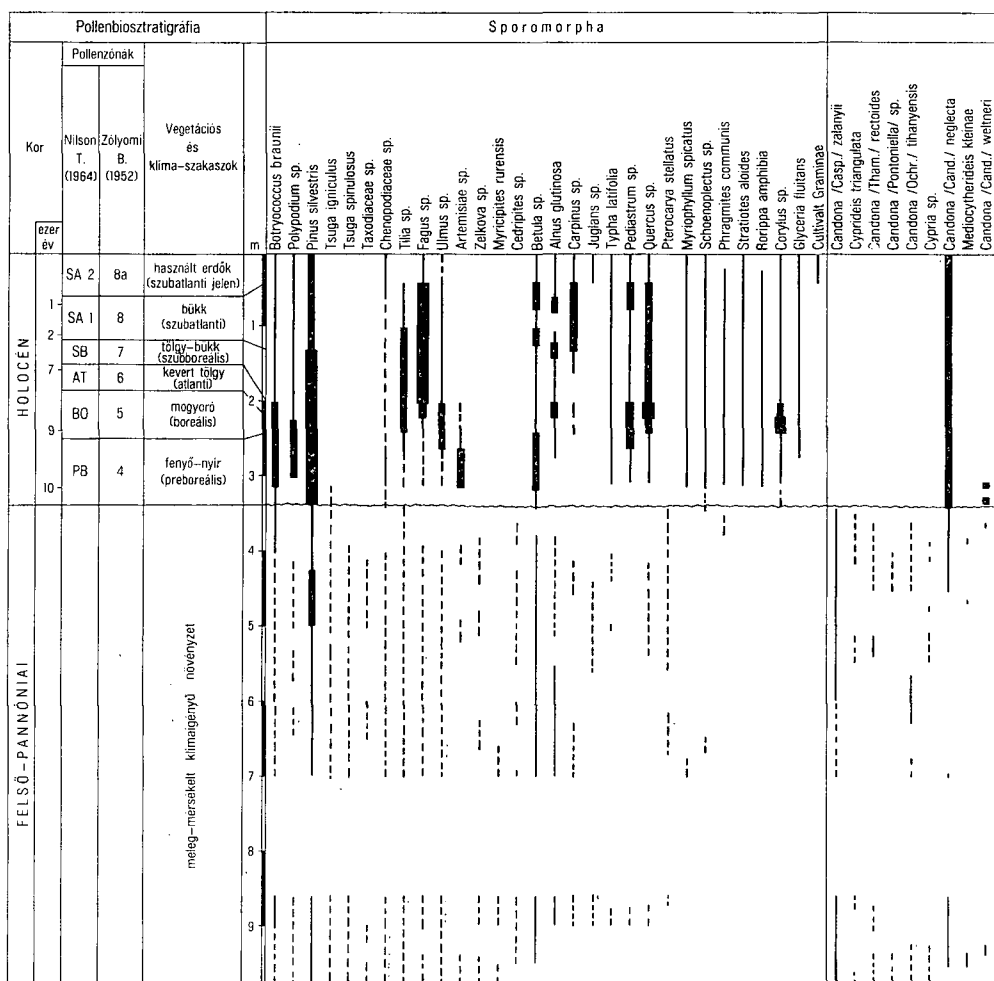 Pollenbiosztratigráfia
Sporomorpha
Kor
Pollenzónák
Nilson
T.
(1964)
Zólyomi
B.
(1952)
Vegetációs
és
klíma-szakaszok
ezer
év
m
Botryococcus braunii
Polypodium sp.
Pinus silvestris
Tsuga igniculus
Tsuga spinulosus
Taxodiaceae sp.
Chenopodiaceae sp.
Tilia sp.
Fagus sp.
Ulmus sp.
Artemisiae sp.
Zelkova sp.
Myricipites rurensis
Cedripites sp.
Betula sp.
Alnus glutinosa
Carpinus sp.
Juglans sp.
Typha latifolia
Pediastrum sp.
Quercus sp.
Pterocarya stellatus
Myriophyllum spicatus
Schoenoplectus sp.
Phragmites communis
Stratiotes aloides
Rorippa amphibia
Corylus sp.
Glyceria fluitans
Cultivalt Graminae
Candona /Casp./ zalanyii
Cyprideis triangulata
Candona /Tham./ rectoides
Candona /Pontoniella/ sp.
Candona /Ochr./ tihanyensis
Cypria sp.
Candona /Cand./ neglecta
Mediocytherideis kleinae
Candona /Cand./ weltneri
HOLOCÉN
SA 2 8a használt erdők
(szubatlanti jelen)
1
SA 1 8 bükk
(szubatlanti)
1
2
SB 7 tölgy-bükk
(szubboreális)
7
AT 6 kevert tölgy
(atlanti)
2
BO 5 mogyoró
(boreális)
9
PB 4 fenyő-nyír
(preboreális)
3
10
FELSŐ-PANNÓNIAI
meleg-mérsékelt klímaigényű növényzet
4
5
6
7
8
9